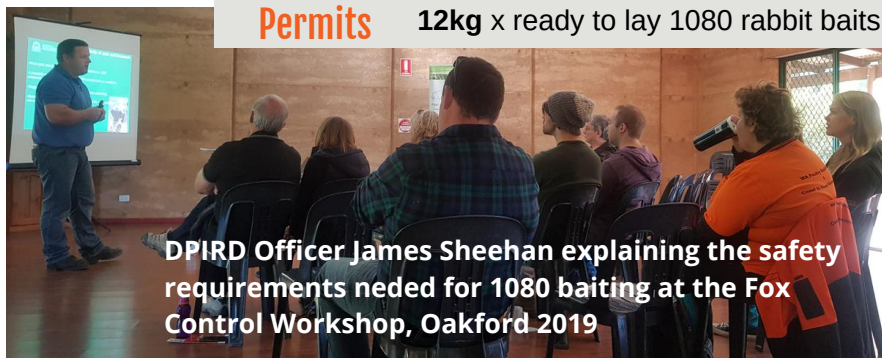 Permits
12kg x ready to lay 1080 rabbit baits
DPIRD Officer James Sheehan explaining the safety
requirements neded for 1080 baiting at the Fox
Control Workshop, Oakford 2019